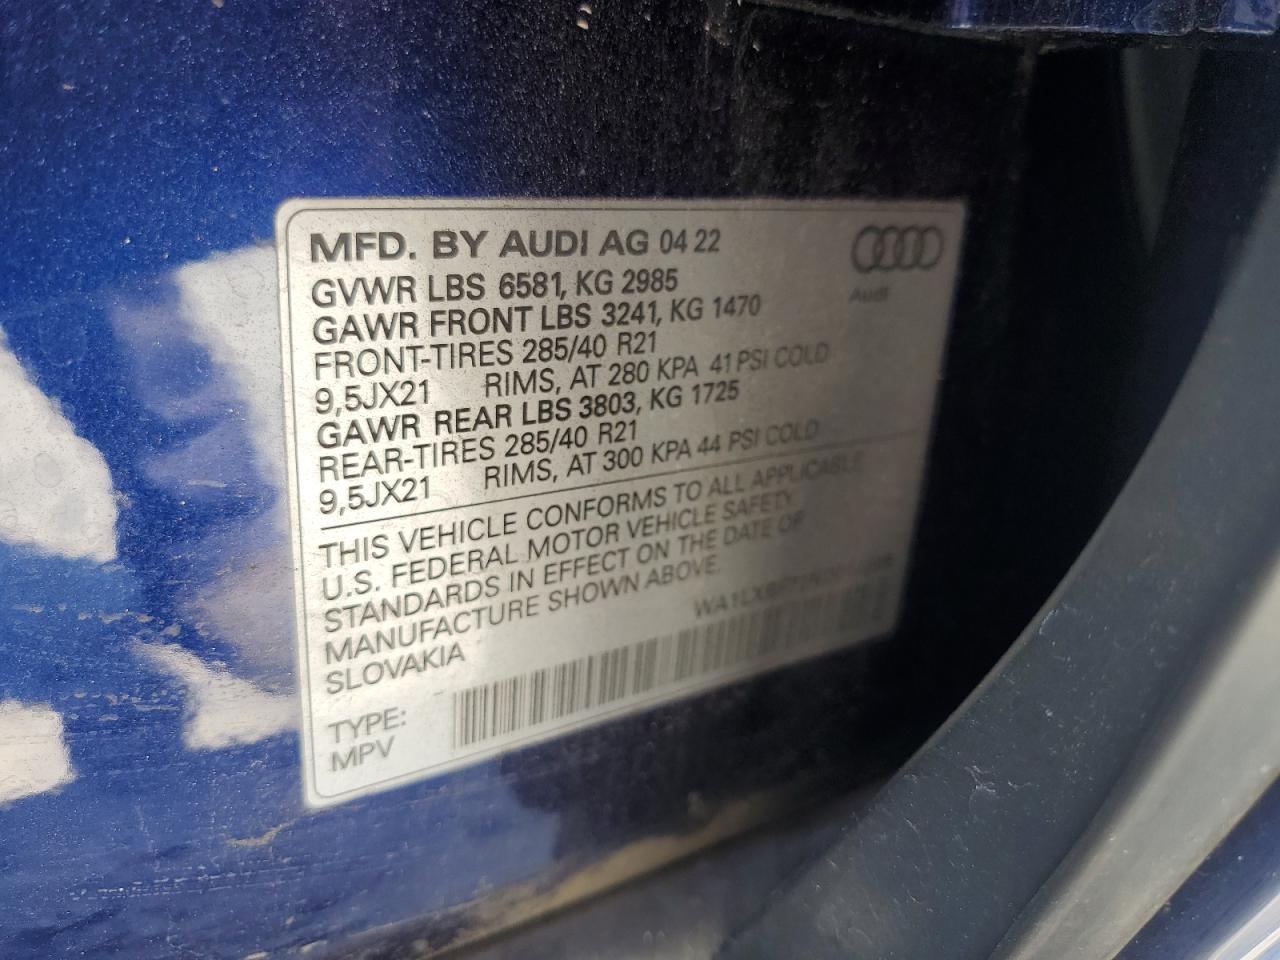 MFD. BY AUDI AG 04 22
Audi
GVWR LBS 6581, KG 2985
GAWR FRONT LBS 3241, KG 1470
FRONT-TIRES 285/40 R21
9,5JX21 RIMS, AT 280 KPA 41 PSI COLD
GAWR REAR LBS 3803, KG 1725
REAR-TIRES 285/40 R21
9,5JX21 RIMS, AT 300 KPA 44 PSI COLD
THIS VEHICLE CONFORMS TO ALL APPLICABLE
U.S. FEDERAL MOTOR VEHICLE SAFETY
STANDARDS IN EFFECT ON THE DATE OF
MANUFACTURE SHOWN ABOVE.
SLOVAKIA
TYPE:
MPV